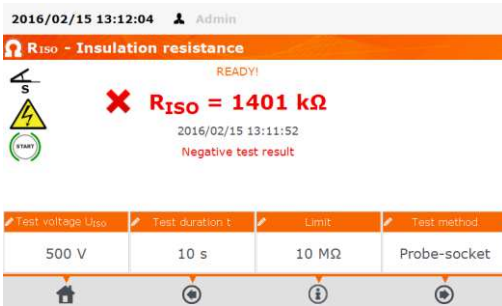 2016/02/15 13:12:04 Admin
RISO - Insulation resistance
READY!
S
RISO = 1401 kΩ
START
2016/02/15 13:11:52
Negative test result
Test voltage UISO Test duration t Limit Test method
500 V 10 s 10 MΩ Probe-socket